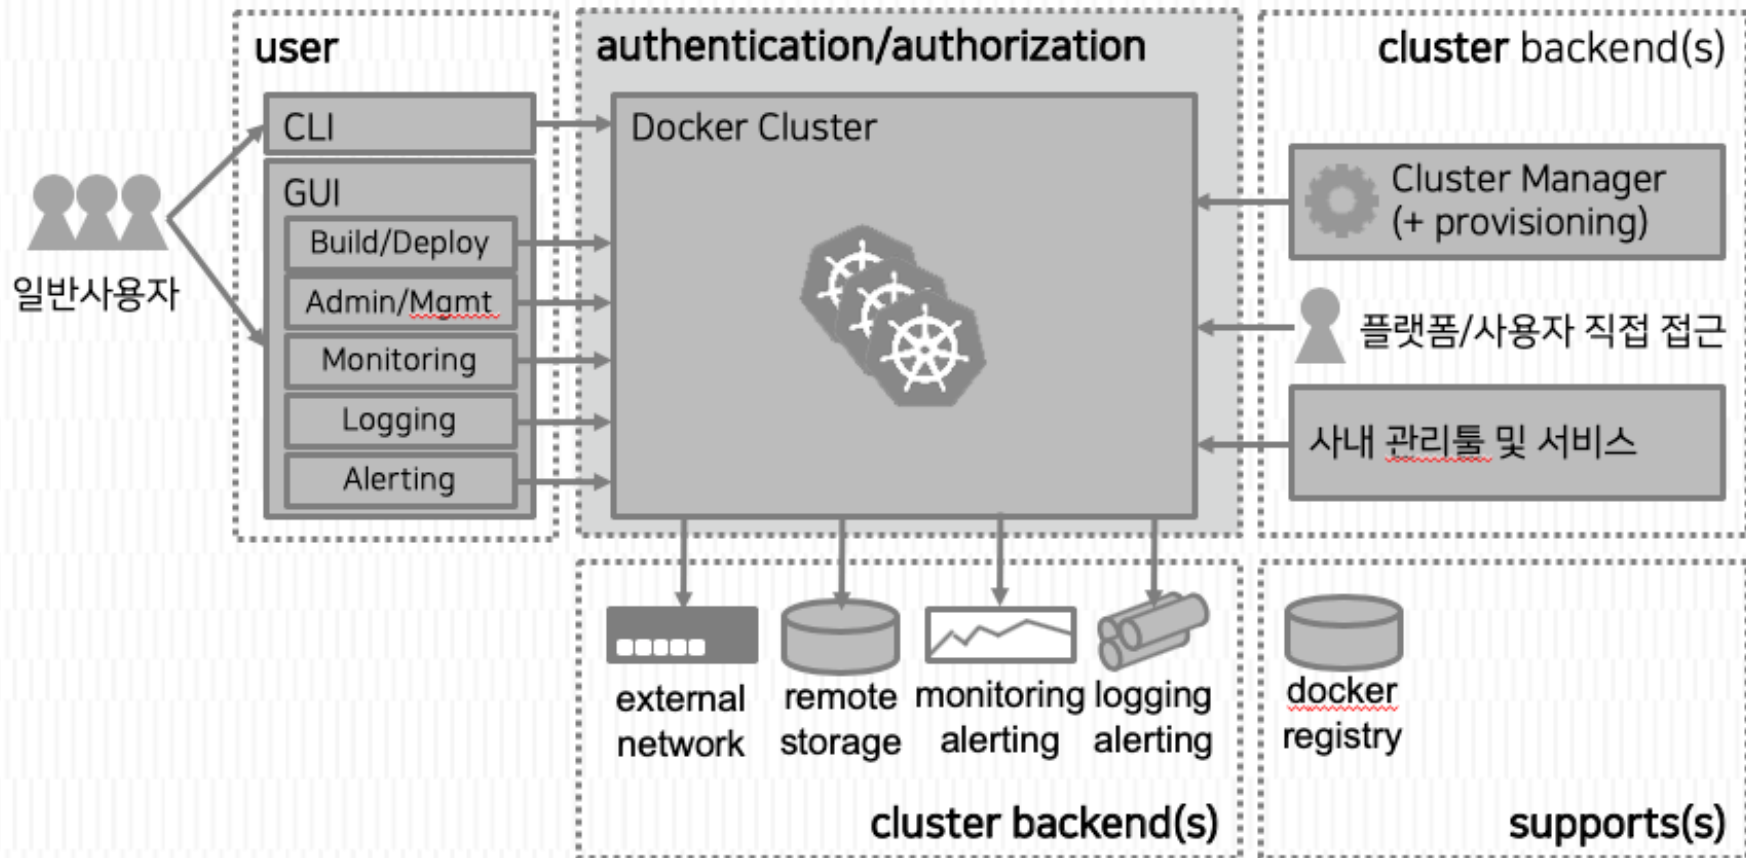 user
CLI
GUI
Build/Deploy
Admin/Mgmt
Monitoring
Logging
Alerting
일반사용자
authentication/authorization
Docker Cluster
cluster backend(s)
Cluster Manager
(+ provisioning)
플랫폼/사용자 직접 접근
사내 관리툴 및 서비스
external
network
remote
storage
monitoring
alerting
logging
alerting
cluster backend(s)
docker
registry
supports(s)